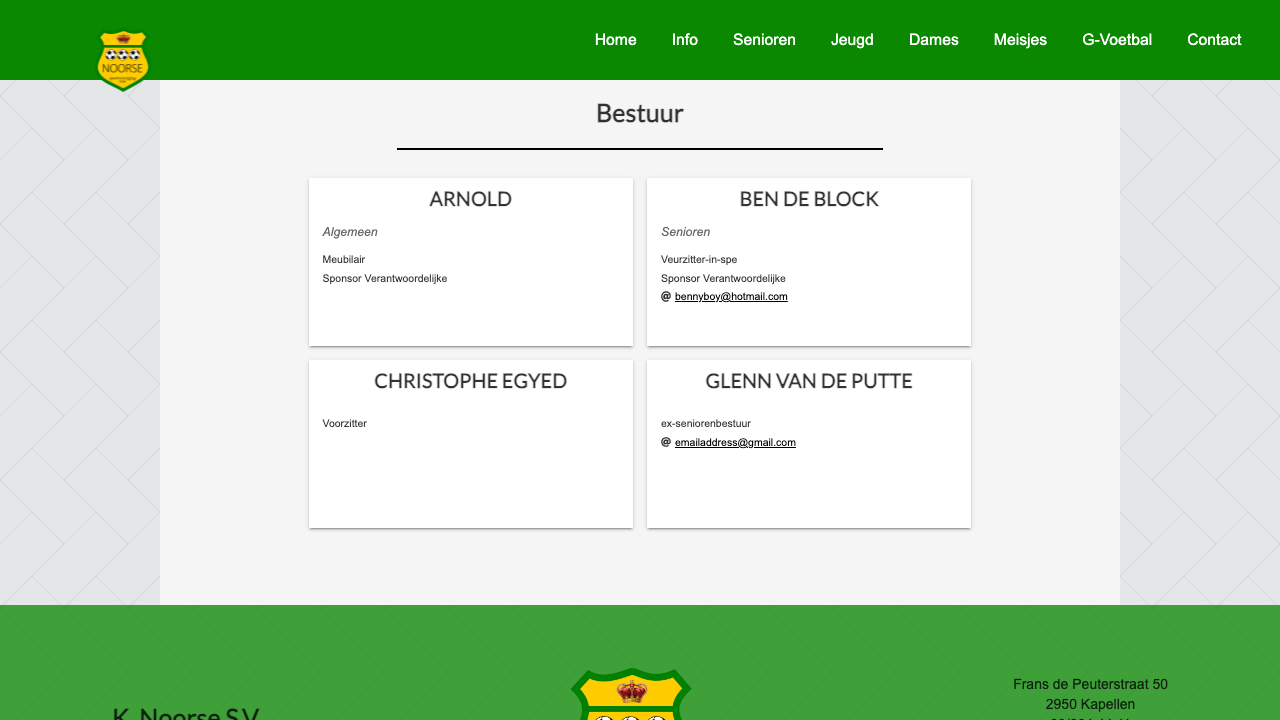 NOORSE
Home Info Senioren Jeugd Dames Meisjes G-Voetbal Contact
Bestuur
ARNOLD
Algemeen
Meubilair
Sponsor Verantwoordelijke
BEN DE BLOCK
Senioren
Veurzitter-in-spe
Sponsor Verantwoordelijke
@ bennyboy@hotmail.com
CHRISTOPHE EGYED
Voorzitter
GLENN VAN DE PUTTE
ex-seniorenbestuur
@ emailaddress@gmail.com
K. Noorse S.V.
Frans de Peuterstraat 50
2950 Kapellen